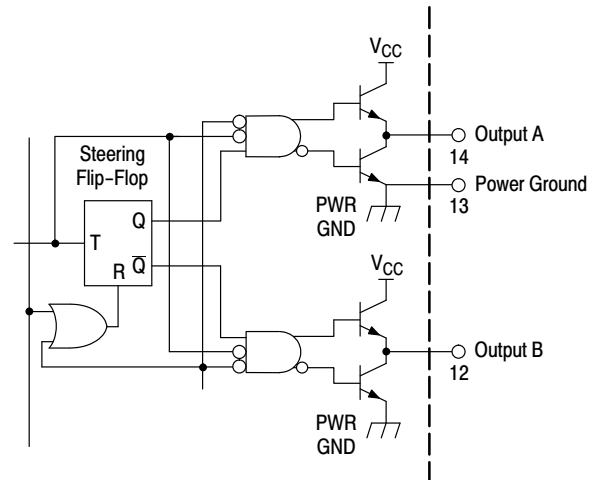 VCC
Output A
14
Steering
Flip-Flop
Power Ground
13
Q
PWR
GND
T
R
Q
VCC
Output B
12
PWR
GND